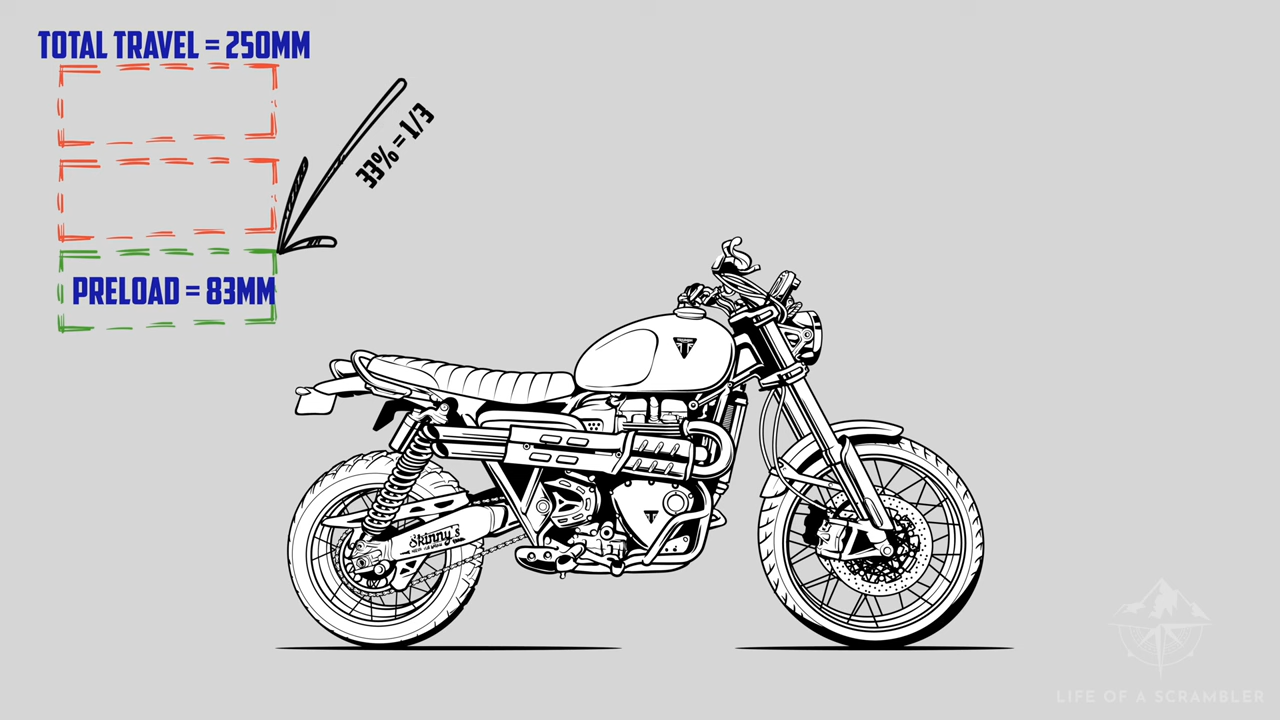 TOTAL TRAVEL = 250MM
33% = 1/3
PRELOAD = 83MM
Skinny's
LIFE OF A SCRAMBLER